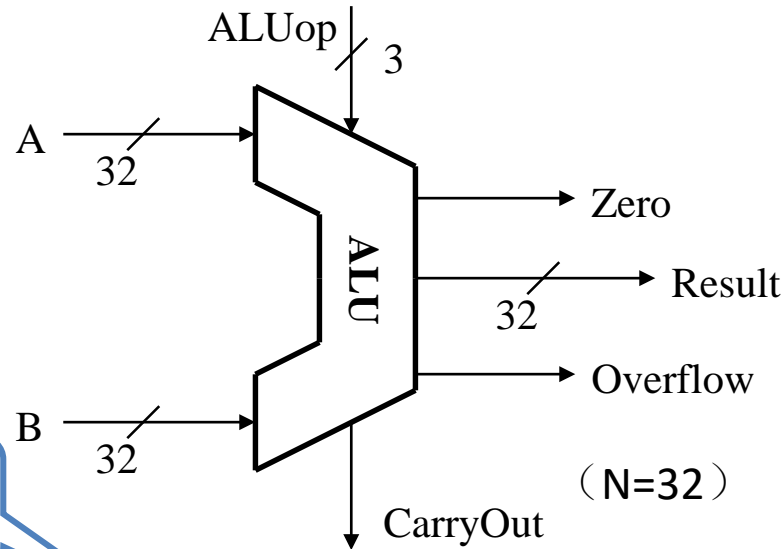 ALUop
3
A
32
Zero
ALU
Result
32
Overflow
B
32
（N=32）
CarryOut